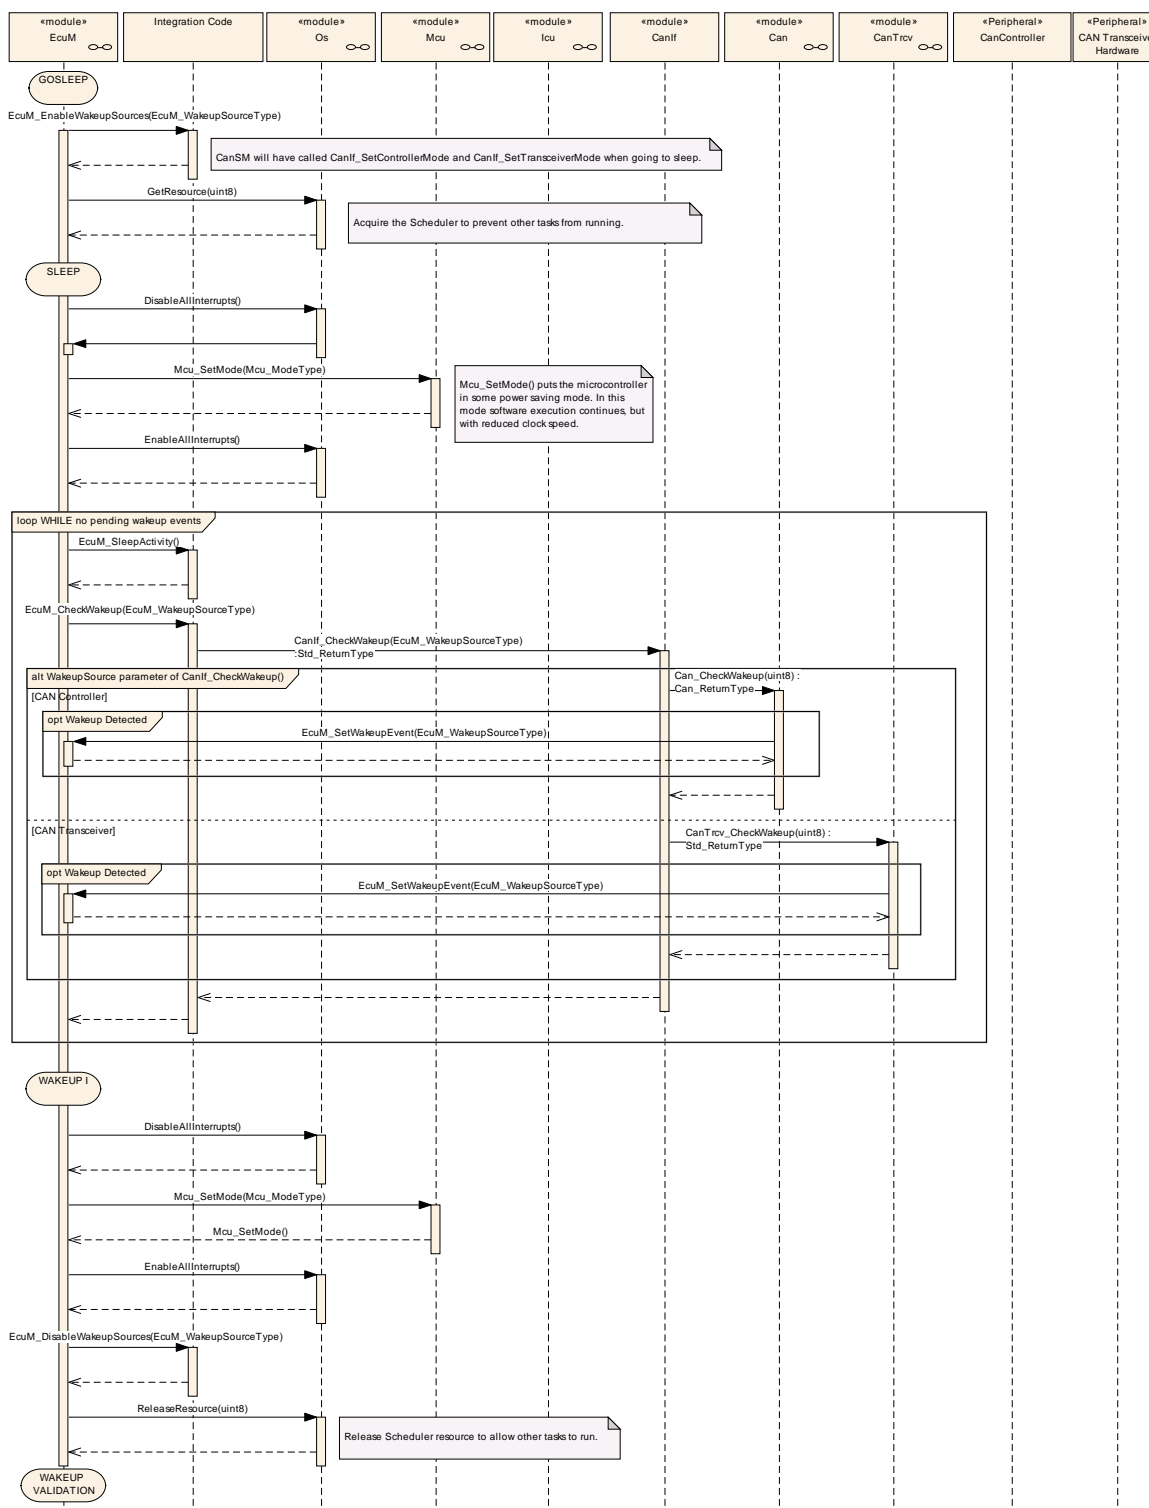 «module»
EcuM
Integration Code
«module»
Os
«module»
Mcu
«module»
Icu
«module»
CanIf
«module»
Can
«module»
CanTrcv
«Peripheral»
CanController
«Peripheral»
CAN Transceive
Hardware
GOSLEEP
EcuM_EnableWakeupSources(EcuM_WakeupSourceType)
CanSM will have called CanIf_SetControllerMode and CanIf_SetTransceiverMode when going to sleep.
GetResource(uint8)
Acquire the Scheduler to prevent other tasks from running.
SLEEP
DisableAllInterrupts()
Mcu_SetMode(Mcu_ModeType)
Mcu_SetMode() puts the microcontroller
in some power saving mode. In this
mode software execution continues, but
with reduced clock speed.
EnableAllInterrupts()
loop WHILE no pending wakeup events
EcuM_SleepActivity()
EcuM_CheckWakeup(EcuM_WakeupSourceType)
CanIf_CheckWakeup(EcuM_WakeupSourceType)
:Std_ReturnType
alt WakeupSource parameter of CanIf_CheckWakeup()
Can_CheckWakeup(uint8) :
Can_ReturnType
[CAN Controller]
opt Wakeup Detected
EcuM_SetWakeupEvent(EcuM_WakeupSourceType)
[CAN Transceiver]
CanTrcv_CheckWakeup(uint8) :
Std_ReturnType
opt Wakeup Detected
EcuM_SetWakeupEvent(EcuM_WakeupSourceType)
WAKEUP I
DisableAllInterrupts()
Mcu_SetMode(Mcu_ModeType)
Mcu_SetMode()
EnableAllInterrupts()
EcuM_DisableWakeupSources(EcuM_WakeupSourceType)
ReleaseResource(uint8)
Release Scheduler resource to allow other tasks to run.
WAKEUP
VALIDATION